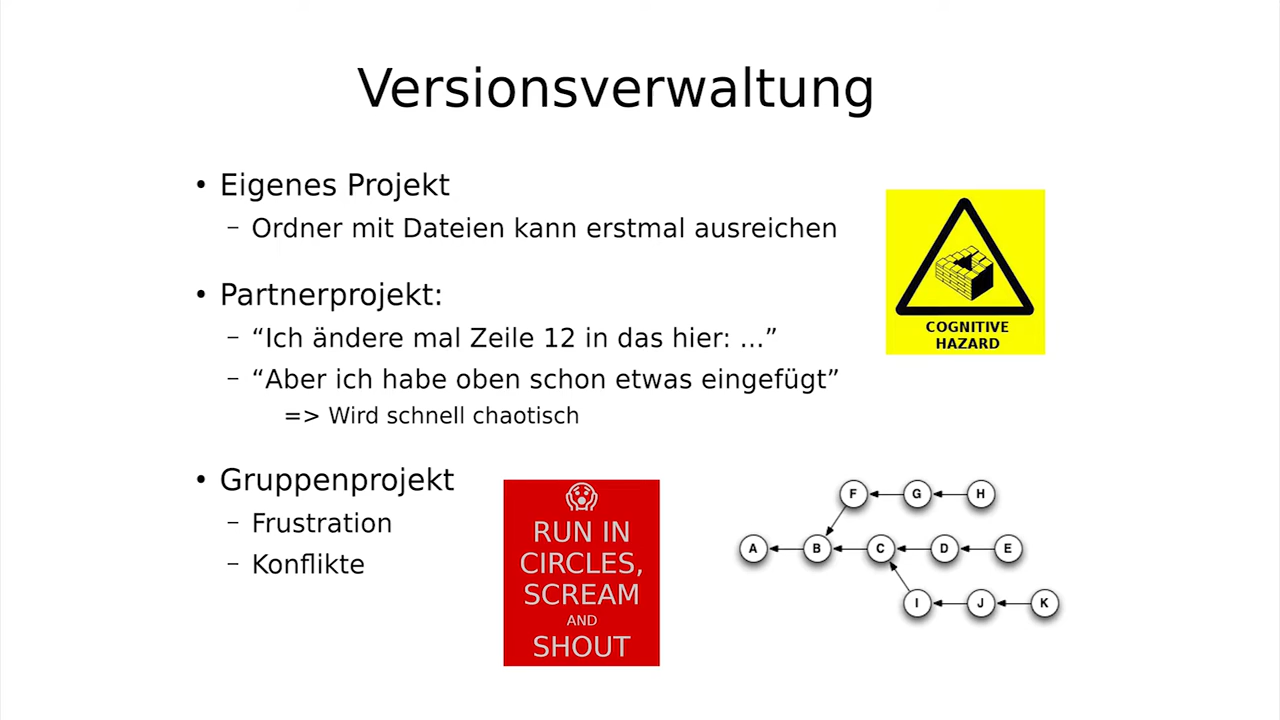 Versionsverwaltung
• Eigenes Projekt
– Ordner mit Dateien kann erstmal ausreichen
COGNITIVE
HAZARD
• Partnerprojekt:
– “Ich ändere mal Zeile 12 in das hier: ...”
– “Aber ich habe oben schon etwas eingefügt”
=> Wird schnell chaotisch
• Gruppenprojekt
– Frustration
– Konflikte
RUN IN
CIRCLES,
SCREAM
AND
SHOUT
F G H
A B C D E
I J K